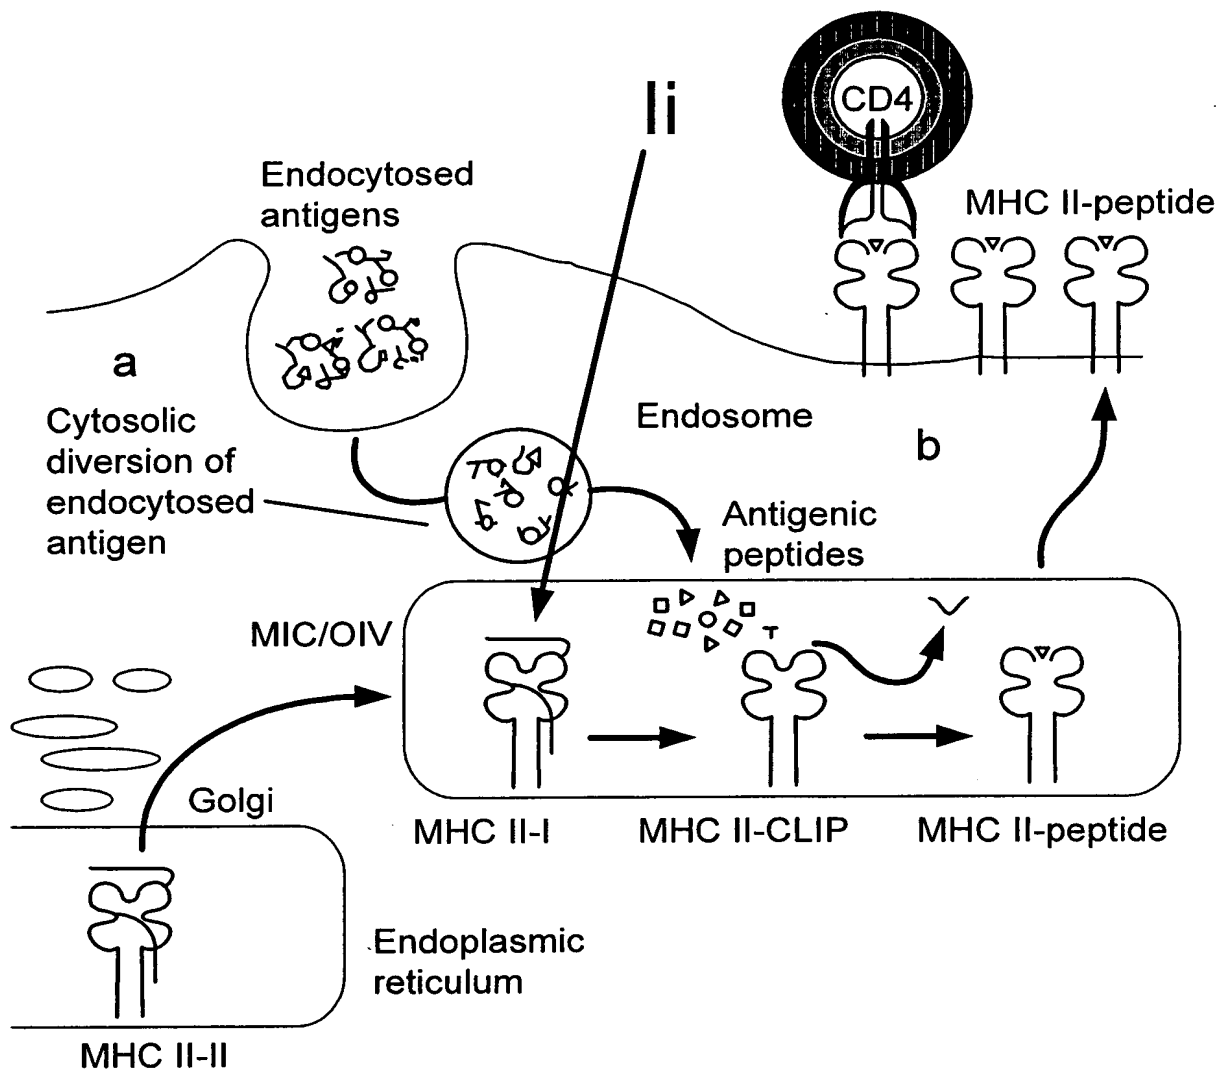 Ii
CD4
Endocytosed
antigens
MHC II-peptide
a
Cytosolic
diversion of
endocytosed
antigen
Endosome
b
Antigenic
peptides
MIC/OIV
Golgi
MHC II-I
MHC II-CLIP
MHC II-peptide
Endoplasmic
reticulum
MHC II-II